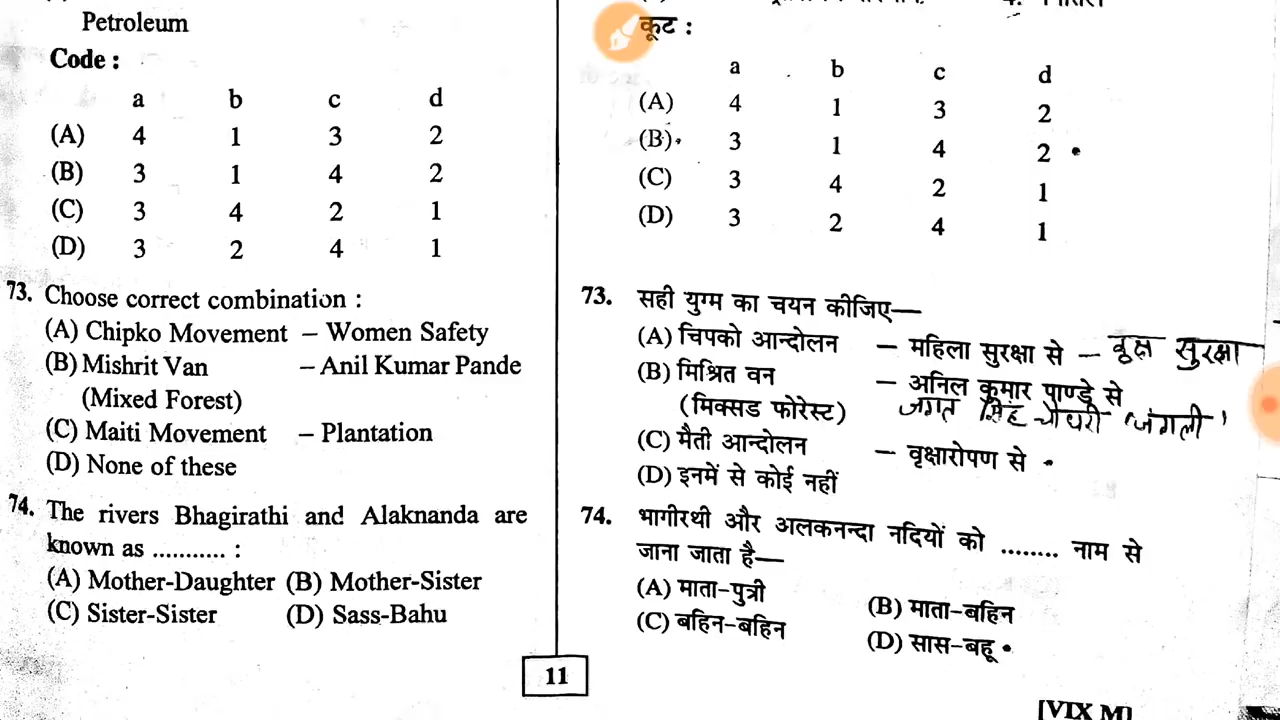 Petroleum
Code :
a b c d
(A) 4 1 3 2
(B) 3 1 4 2
(C) 3 4 2 1
(D) 3 2 4 1
73. Choose correct combination :
(A) Chipko Movement – Women Safety
(B) Mishrit Van – Anil Kumar Pande
(Mixed Forest)
(C) Maiti Movement – Plantation
(D) None of these
74. The rivers Bhagirathi and Alaknanda are
known as ........... :
(A) Mother-Daughter (B) Mother-Sister
(C) Sister-Sister (D) Sass-Bahu
कूट :
a b c d
(A) 4 1 3 2
(B) 3 1 4 2
(C) 3 4 2 1
(D) 3 2 4 1
73. सही युग्म का चयन कीजिए—
(A) चिपको आन्दोलन – महिला सुरक्षा से – वृक्ष सुरक्षा
(B) मिश्रित वन – अनिल कुमार पाण्डे से
(मिक्सड फोरेस्ट) जगत सिंह चौधरी 'जंगली'
(C) मैती आन्दोलन – वृक्षारोपण से
(D) इनमें से कोई नहीं
74. भागीरथी और अलकनन्दा नदियों को ........ नाम से
जाना जाता है—
(A) माता-पुत्री (B) माता-बहिन
(C) बहिन-बहिन (D) सास-बहू
11
[VIX M]